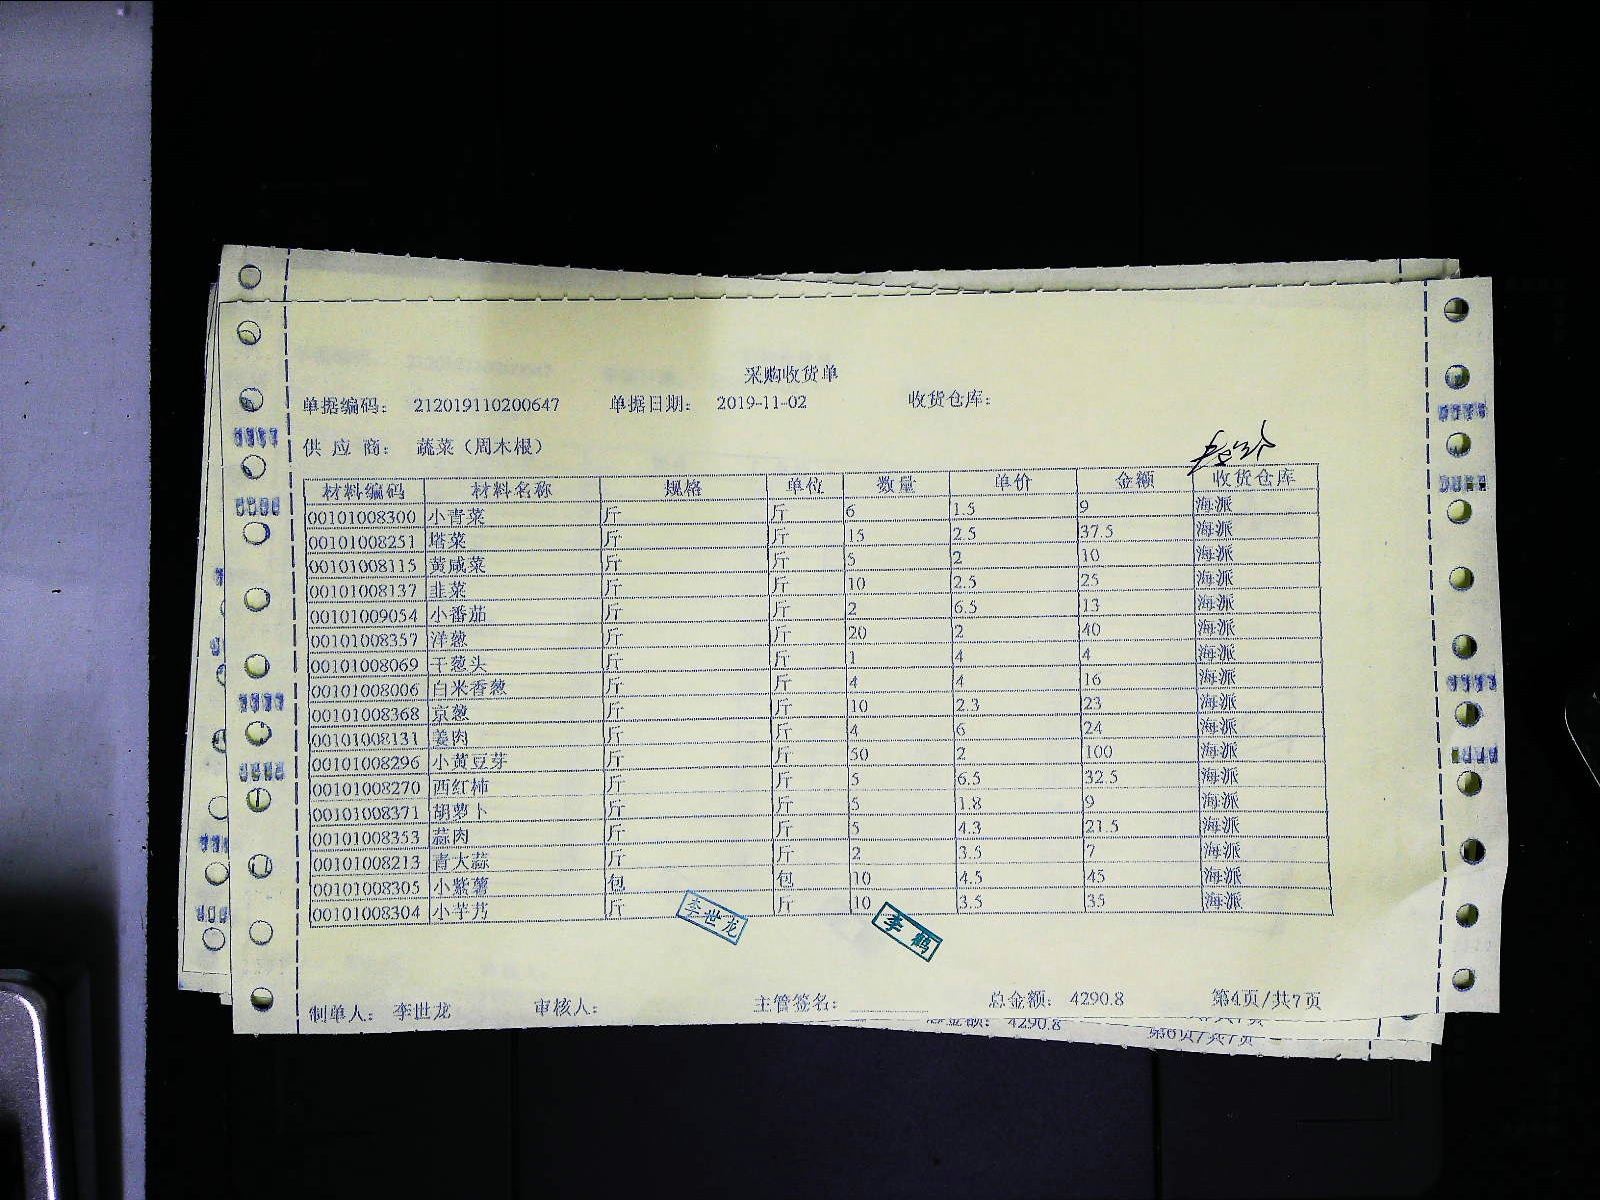 采购收货单
单据编码： 212019110200647 单据日期： 2019-11-02 收货仓库：
供 应 商： 蔬菜（周木根）
材料编码 材料名称 规格 单位 数量 单价 金额 收货仓库
00101008300 小青菜 斤 斤 6 1.5 9 海派
00101008251 塔菜 斤 斤 15 2.5 37.5 海派
00101008115 黄咸菜 斤 斤 5 2 10 海派
00101008137 韭菜 斤 斤 10 2.5 25 海派
00101009054 小番茄 斤 斤 2 6.5 13 海派
00101008357 洋葱 斤 斤 20 2 40 海派
00101008069 干葱头 斤 斤 1 4 4 海派
00101008006 白米香葱 斤 斤 4 4 16 海派
00101008368 京葱 斤 斤 10 2.3 23 海派
00101008131 姜肉 斤 斤 4 6 24 海派
00101008296 小黄豆芽 斤 斤 50 2 100 海派
00101008270 西红柿 斤 斤 5 6.5 32.5 海派
00101008371 胡萝卜 斤 斤 5 1.8 9 海派
00101008353 蒜肉 斤 斤 5 4.3 21.5 海派
00101008213 青大蒜 斤 斤 2 3.5 7 海派
00101008305 小紫薯 包 包 10 4.5 45 海派
00101008304 小芋艿 斤 斤 10 3.5 35 海派
李世龙 李鹤
制单人： 李世龙 审核人： 主管签名： 总金额： 4290.8 第4页/共7页
总金额： 4290.8 第6页/共7页